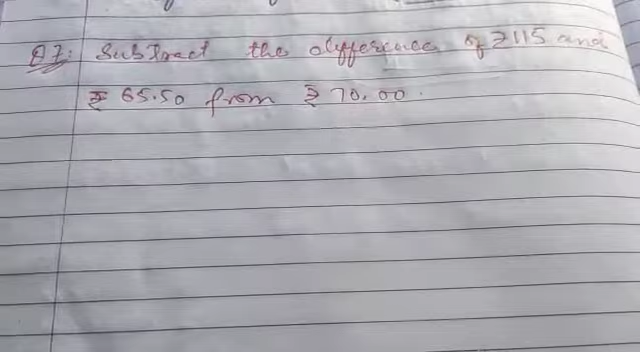 Q7: Subtract the difference of ₹115 and
₹ 65.50 from ₹ 70.00.